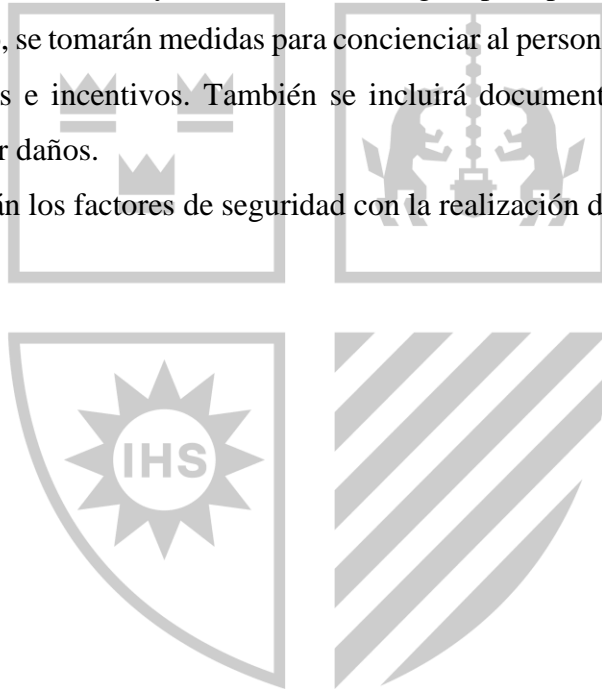 , se tomarán medidas para concienciar al person
s e incentivos. También se incluirá document
r daños.
án los factores de seguridad con la realización d
IHS